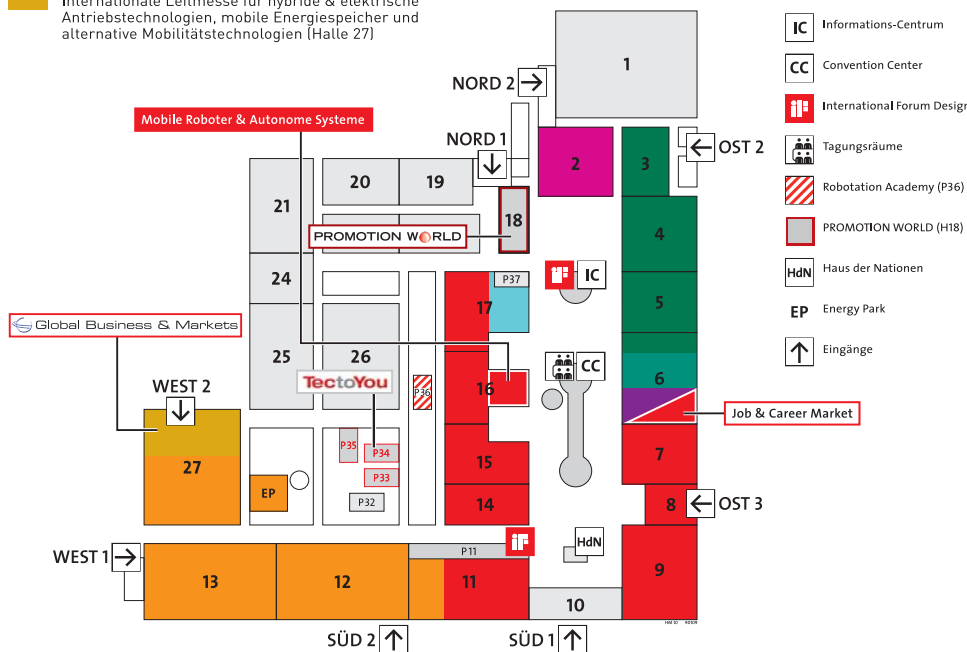 Internationale Leitmesse für hybride & elektrische
Antriebstechnologien, mobile Energiespeicher und
alternative Mobilitätstechnologien (Halle 27)
IC Informations-Centrum
CC Convention Center
iF International Forum Design
Tagungsräume
Robotation Academy (P36)
PROMOTION WORLD (H18)
HdN Haus der Nationen
EP Energy Park
Eingänge
1
NORD 2
Mobile Roboter & Autonome Systeme
NORD 1
2
3
OST 2
20
19
21
18
4
PROMOTION WORLD
24
P37
iF
IC
17
5
Global Business & Markets
25
26
TectoYou
P36
16
CC
6
WEST 2
Job & Career Market
P35
P34
15
7
27
P33
EP
P32
14
8
OST 3
iF
HdN
WEST 1
P11
13
12
11
9
10
SÜD 2
SÜD 1